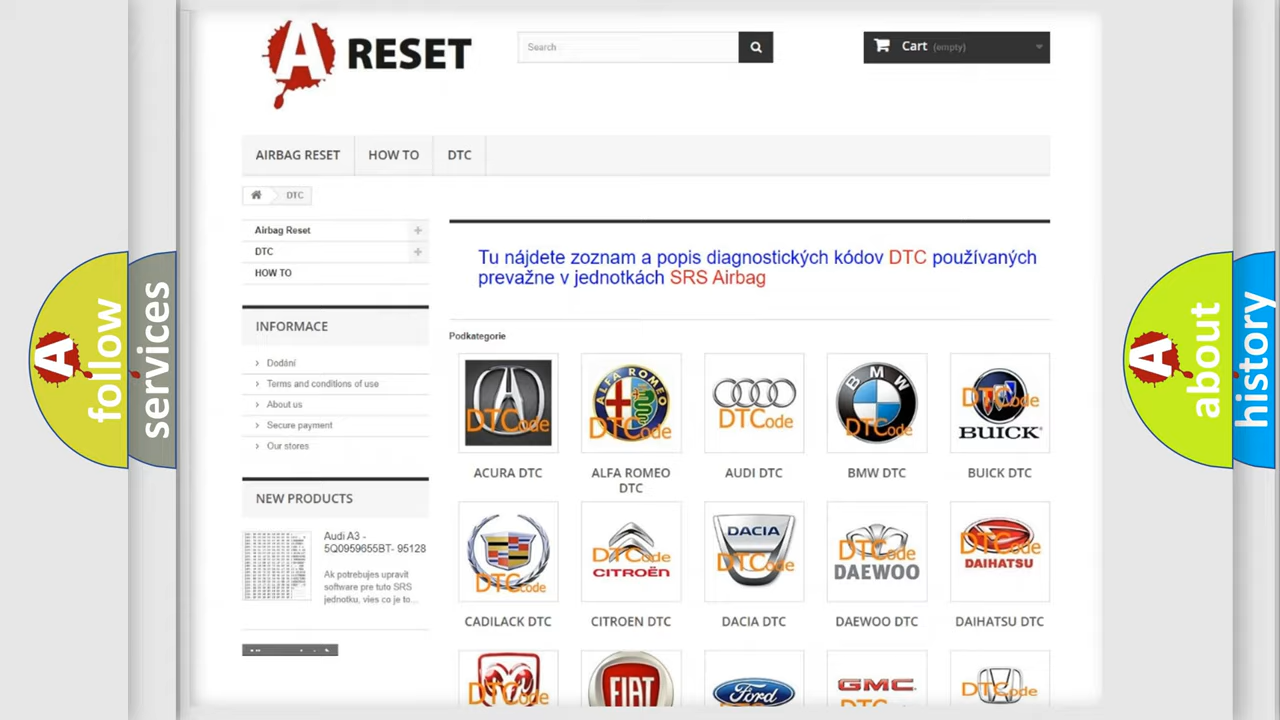 A RESET
Search
Cart (empty)
AIRBAG RESET
HOW TO
DTC
DTC
Airbag Reset
DTC
HOW TO
INFORMACE
Dodání
Terms and conditions of use
About us
Secure payment
Our stores
NEW PRODUCTS
Audi A3 -
5Q0959655BT- 95128
Ak potrebujes upravit
software pre tuto SRS
jednotku, vies co je to...
Tu nájdete zoznam a popis diagnostických kódov DTC používaných
prevažne v jednotkách SRS Airbag
Podkategorie
DTCode
ALFA ROMEO
DTCode
DTCode
BMW
DTCode
DTCode
BUICK
ACURA DTC
ALFA ROMEO
DTC
AUDI DTC
BMW DTC
BUICK DTC
DTCode
DTCode
CITROËN
DACIA
DTCode
DTCode
DAEWOO
DTCode
DAIHATSU
CADILACK DTC
CITROEN DTC
DACIA DTC
DAEWOO DTC
DAIHATSU DTC
DTCode
FIAT
Ford
GMC
DTCode
A follow
services
A about
history